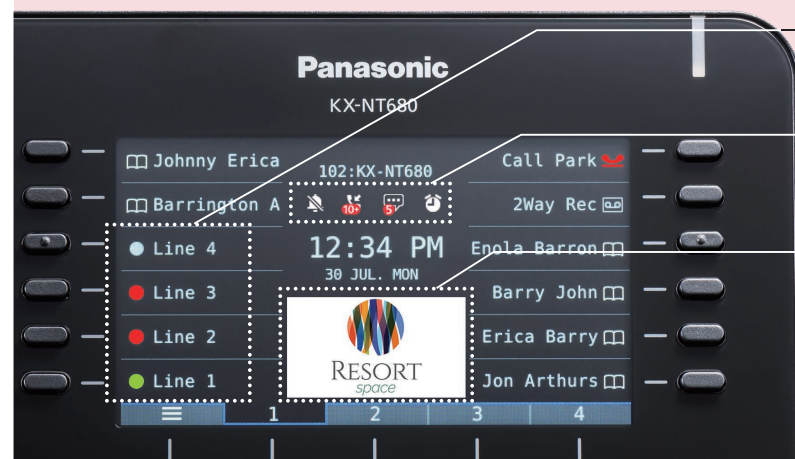 Panasonic
KX-NT680
Johnny Erica
102:KX-NT680
Call Park
Barrington A
10+
5
2Way Rec
Line 4
12:34 PM
Enola Barron
30 JUL. MON
Line 3
Barry John
Line 2
Erica Barry
RESORT
space
Line 1
Jon Arthurs
1
2
3
4